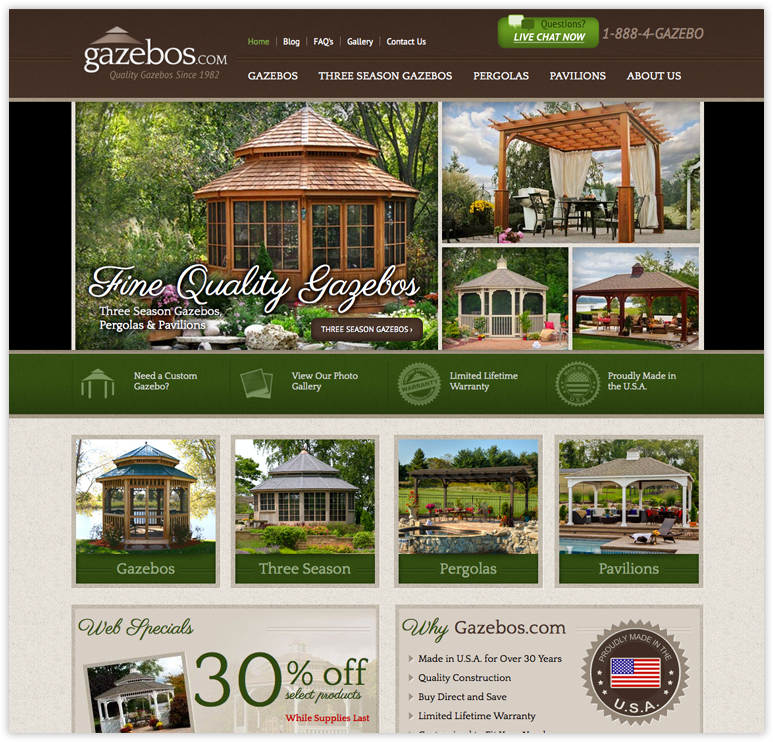 gazebos.com
Quality Gazebos Since 1982
Home Blog FAQ's Gallery Contact Us
Questions?
LIVE CHAT NOW
1-888-4-GAZEBO
GAZEBOS THREE SEASON GAZEBOS PERGOLAS PAVILIONS ABOUT US
Fine Quality Gazebos
Three Season Gazebos,
Pergolas & Pavilions
THREE SEASON GAZEBOS ›
Need a Custom
Gazebo?
View Our Photo
Gallery
WARRANTY
Limited Lifetime
Warranty
U.S.A.
Proudly Made in
the U.S.A.
Gazebos
Three Season
Pergolas
Pavilions
Web Specials
30% off
select products
While Supplies Last
Why Gazebos.com
Made in U.S.A. for Over 30 Years
Quality Construction
Buy Direct and Save
Limited Lifetime Warranty
PROUDLY MADE IN THE
U.S.A.